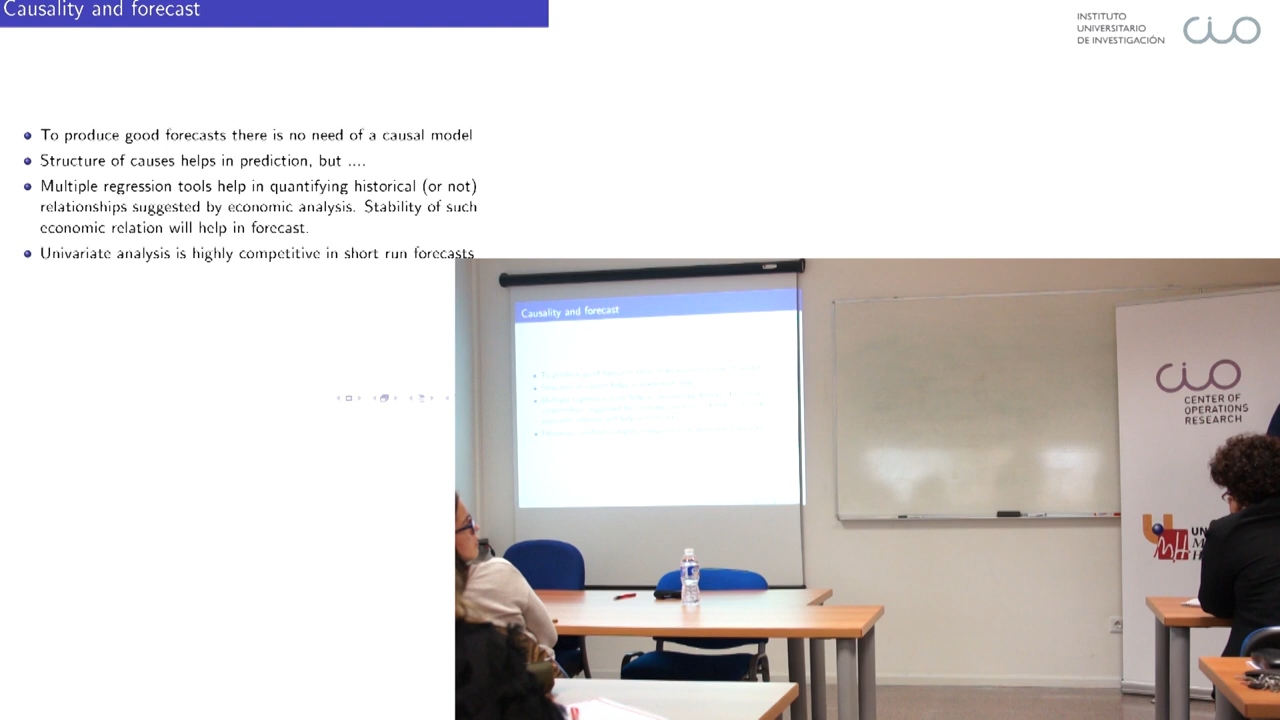 Causality and forecast
INSTITUTO
UNIVERSITARIO
DE INVESTIGACIÓN
CIO
To produce good forecasts there is no need of a causal model
Structure of causes helps in prediction, but ....
Multiple regression tools help in quantifying historical (or not)
relationships suggested by economic analysis. Stability of such
economic relation will help in forecast.
Univariate analysis is highly competitive in short run forecasts
Causality and forecast
CIO
CENTER OF
OPERATIONS
RESEARCH